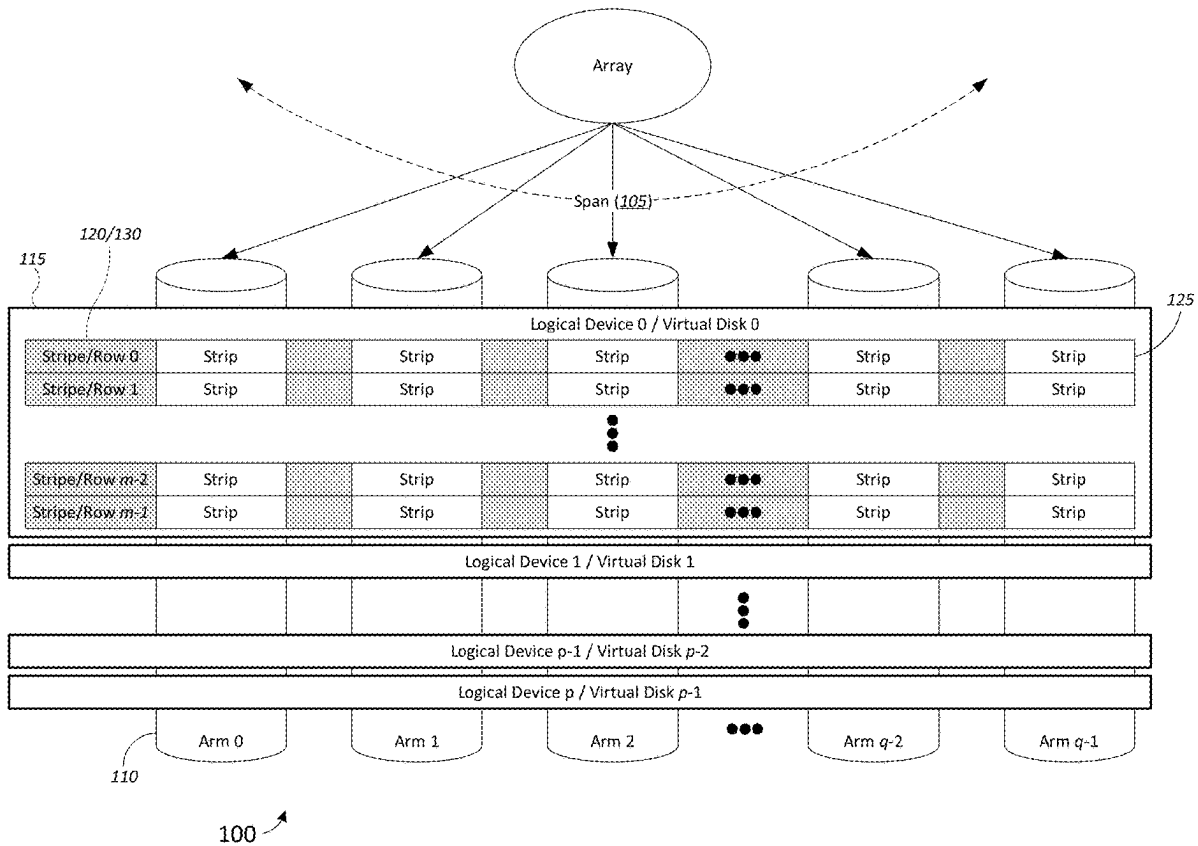 Array
Span (105)
120/130
115
125
Logical Device 0 / Virtual Disk 0
Stripe/Row 0 Strip Strip Strip Strip Strip
Stripe/Row 1 Strip Strip Strip Strip Strip
Stripe/Row m-2 Strip Strip Strip Strip Strip
Stripe/Row m-1 Strip Strip Strip Strip Strip
Logical Device 1 / Virtual Disk 1
Logical Device p-1 / Virtual Disk p-2
Logical Device p / Virtual Disk p-1
Arm 0 Arm 1 Arm 2 Arm q-2 Arm q-1
110
100